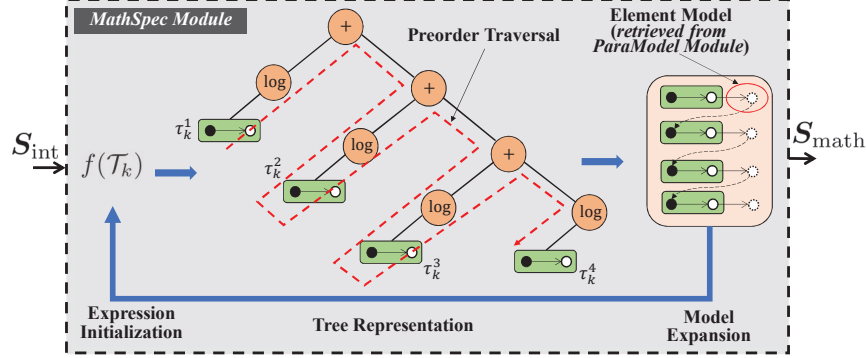 MathSpec Module
Element Model
(retrieved from
ParaModel Module)
Preorder Traversal
+
log
+
τ_k^1
log
τ_k^2
+
S_int
f(𝒯_k)
S_math
log
log
τ_k^3
τ_k^4
Expression
Initialization
Tree Representation
Model
Expansion